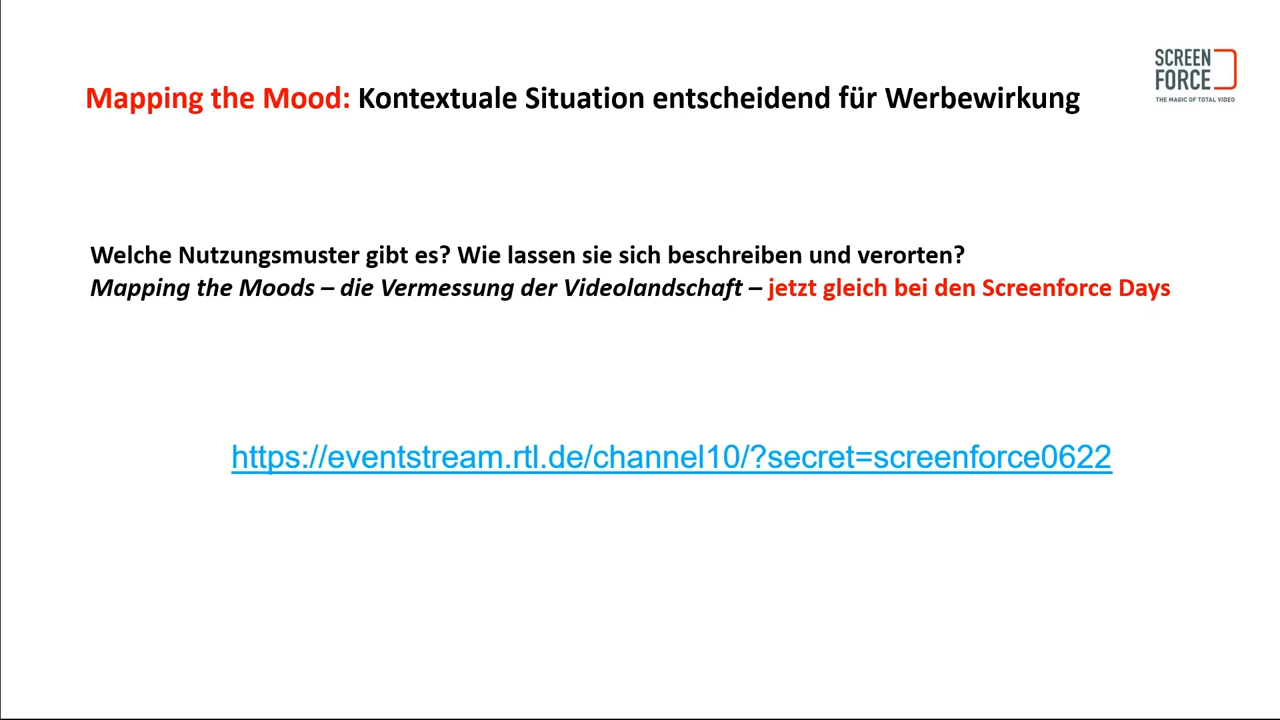 SCREEN
FORCE
THE MAGIC OF TOTAL VIDEO
Mapping the Mood: Kontextuale Situation entscheidend für Werbewirkung
Welche Nutzungsmuster gibt es? Wie lassen sie sich beschreiben und verorten?
Mapping the Moods – die Vermessung der Videolandschaft – jetzt gleich bei den Screenforce Days
https://eventstream.rtl.de/channel10/?secret=screenforce0622